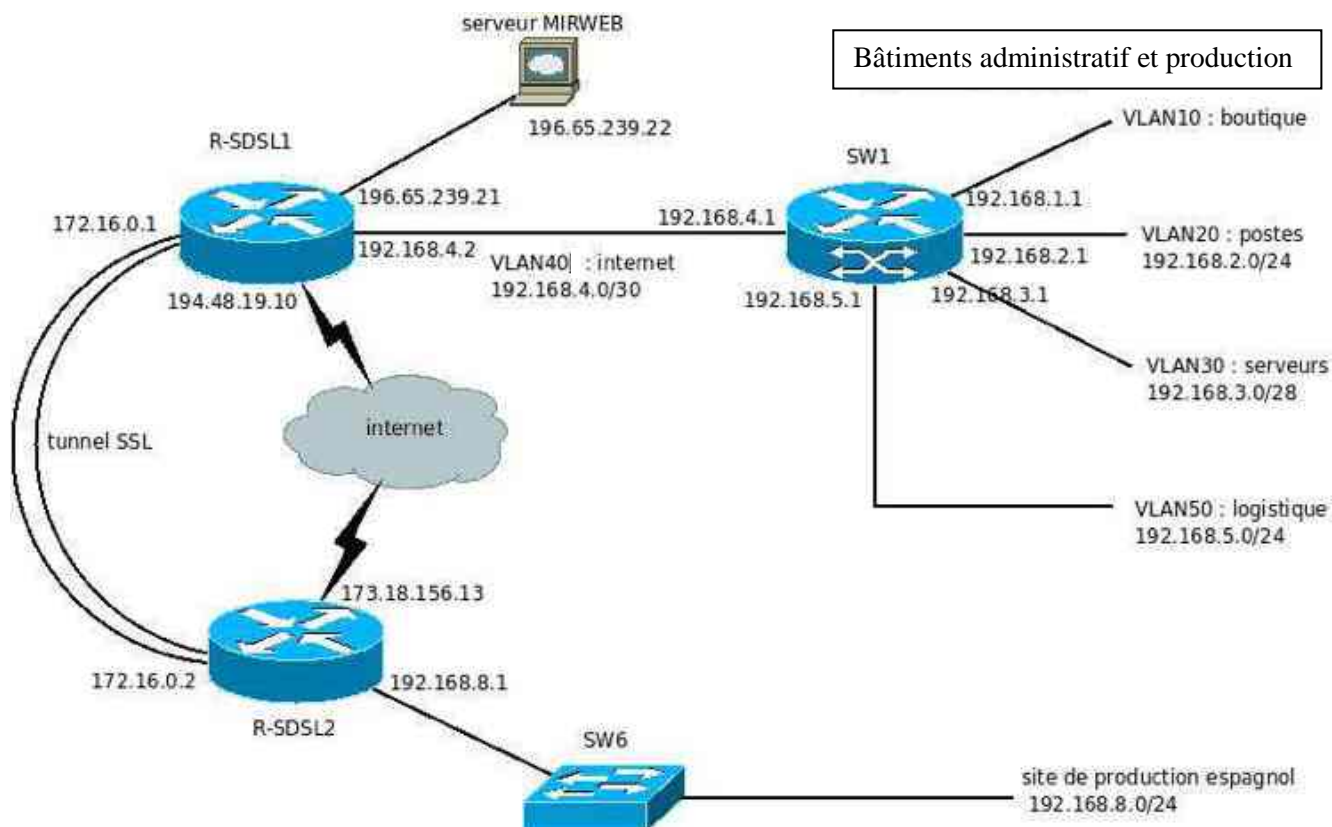 serveur MIRWEB
Bâtiments administratif et production
196.65.239.22
VLAN10 : boutique
R-SDSL1
SW1
196.65.239.21
192.168.1.1
172.16.0.1
192.168.4.1
192.168.4.2
VLAN20 : postes
192.168.2.0/24
192.168.2.1
VLAN40 : internet
192.168.4.0/30
194.48.19.10
192.168.5.1
192.168.3.1
VLAN30 : serveurs
192.168.3.0/28
internet
tunnel SSL
VLAN50 : logistique
192.168.5.0/24
173.18.156.13
172.16.0.2
192.168.8.1
R-SDSL2
SW6
site de production espagnol
192.168.8.0/24